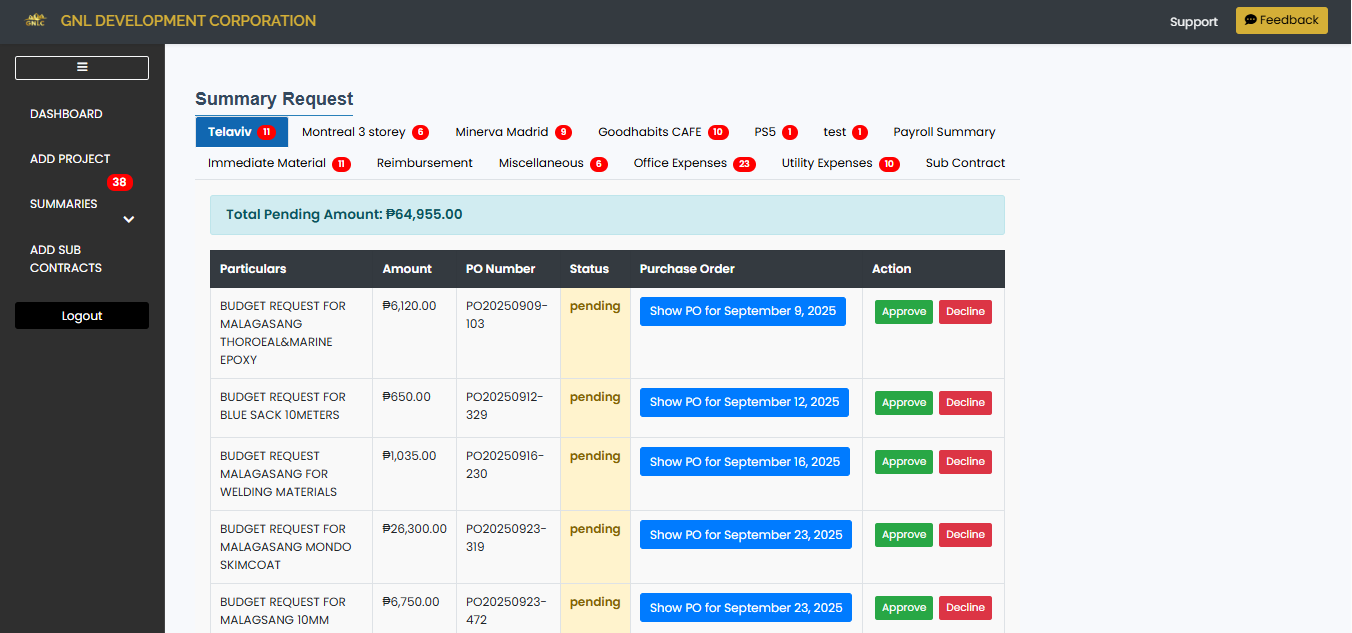 GNLC
GNL DEVELOPMENT CORPORATION
Support
Feedback
DASHBOARD
ADD PROJECT
38
SUMMARIES
ADD SUB
CONTRACTS
Logout
Summary Request
Telaviv 11 Montreal 3 storey 6 Minerva Madrid 9 Goodhabits CAFE 10 PS5 1 test 1 Payroll Summary
Immediate Material 11 Reimbursement Miscellaneous 6 Office Expenses 23 Utility Expenses 10 Sub Contract
Total Pending Amount: ₱64,955.00
Particulars Amount PO Number Status Purchase Order Action
BUDGET REQUEST FOR ₱6,120.00 PO20250909- pending Show PO for September 9, 2025 Approve Decline
MALAGASANG 103
THOROEAL&MARINE
EPOXY
BUDGET REQUEST FOR ₱650.00 PO20250912- pending Show PO for September 12, 2025 Approve Decline
BLUE SACK 10METERS 329
BUDGET REQUEST ₱1,035.00 PO20250916- pending Show PO for September 16, 2025 Approve Decline
MALAGASANG FOR 230
WELDING MATERIALS
BUDGET REQUEST FOR ₱26,300.00 PO20250923- pending Show PO for September 23, 2025 Approve Decline
MALAGASANG MONDO 319
SKIMCOAT
BUDGET REQUEST FOR ₱6,750.00 PO20250923- pending Show PO for September 23, 2025 Approve Decline
MALAGSANG 10MM 472